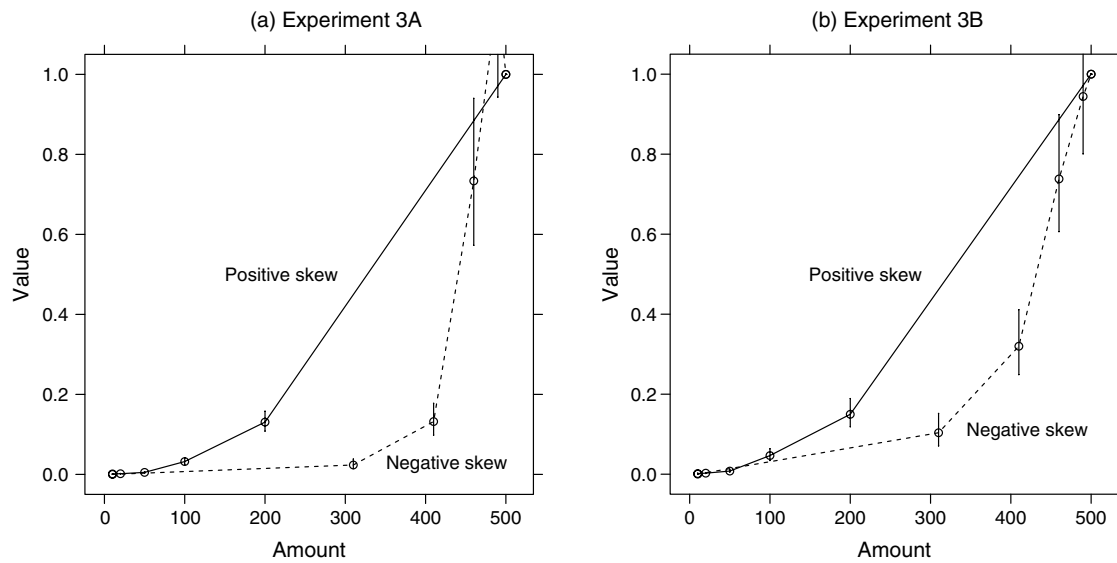 (a) Experiment 3A
1.0
0.8
0.6
0.4
0.2
0.0
Value
Positive skew
Negative skew
0 100 200 300 400 500
Amount
(b) Experiment 3B
1.0
0.8
0.6
0.4
0.2
0.0
Value
Positive skew
Negative skew
0 100 200 300 400 500
Amount